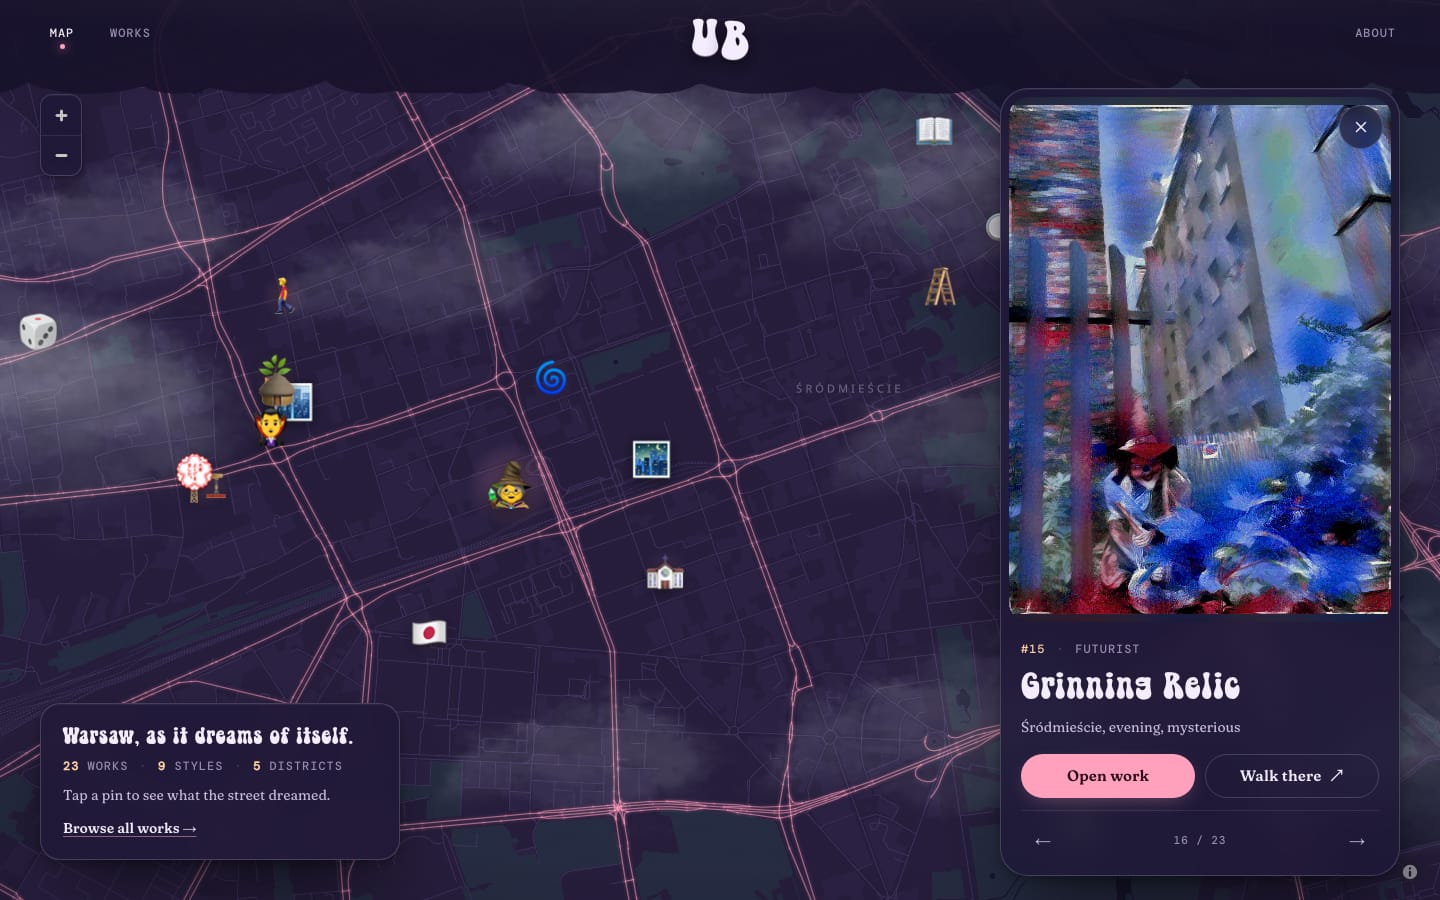 MAP
WORKS
UB
ABOUT
+
−
ŚRÓDMIEŚCIE
#15 · FUTURIST
Grinning Relic
Śródmieście, evening, mysterious
Open work
Walk there ↗
← 16 / 23 →
Warsaw, as it dreams of itself.
23 WORKS · 9 STYLES · 5 DISTRICTS
Tap a pin to see what the street dreamed.
Browse all works →